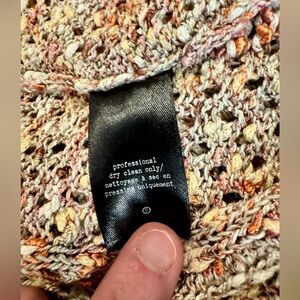 professional
dry clean only/
nettoyage à sec en
pressing uniquement